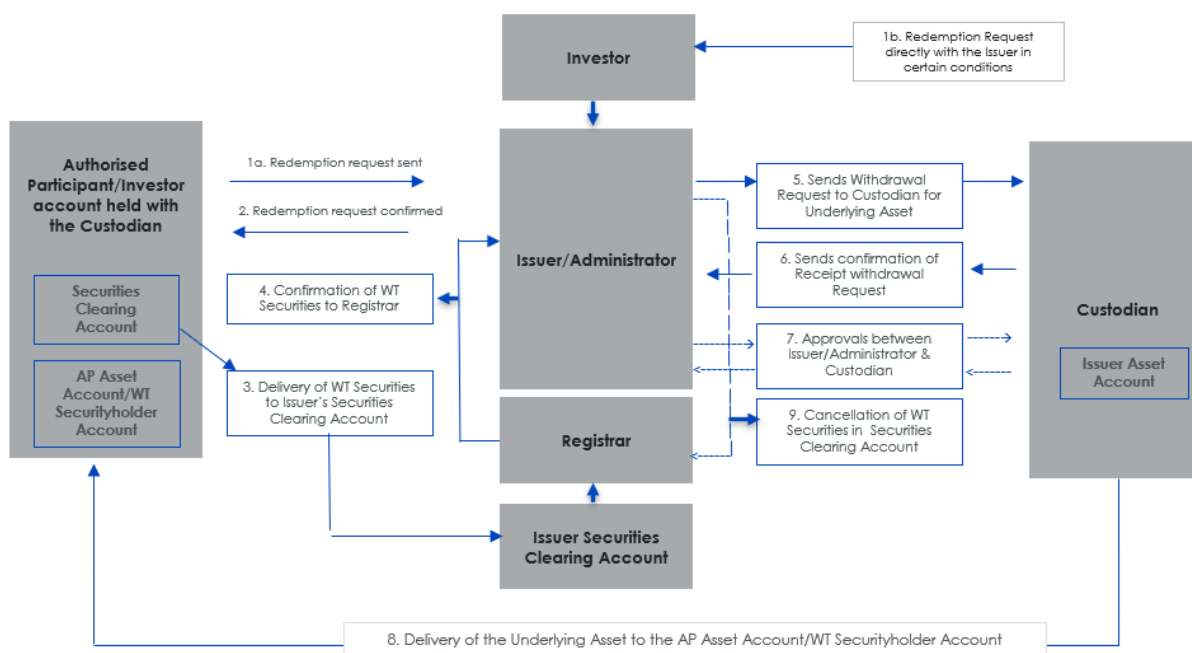 1b. Redemption Request
directly with the Issuer in
certain conditions
Investor
Authorised
Participant/Investor
account held with
the Custodian
1a. Redemption request sent
2. Redemption request confirmed
Issuer/Administrator
5. Sends Withdrawal
Request to Custodian for
Underlying Asset
6. Sends confirmation of
Receipt withdrawal
Request
Custodian
Securities
Clearing
Account
4. Confirmation of WT
Securities to Registrar
7. Approvals between
Issuer/Administrator &
Custodian
Issuer Asset
Account
AP Asset
Account/WT
Securityholder
Account
3. Delivery of WT Securities
to Issuer's Securities
Clearing Account
Registrar
9. Cancellation of WT
Securities in Securities
Clearing Account
Issuer Securities
Clearing Account
8. Delivery of the Underlying Asset to the AP Asset Account/WT Securityholder Account